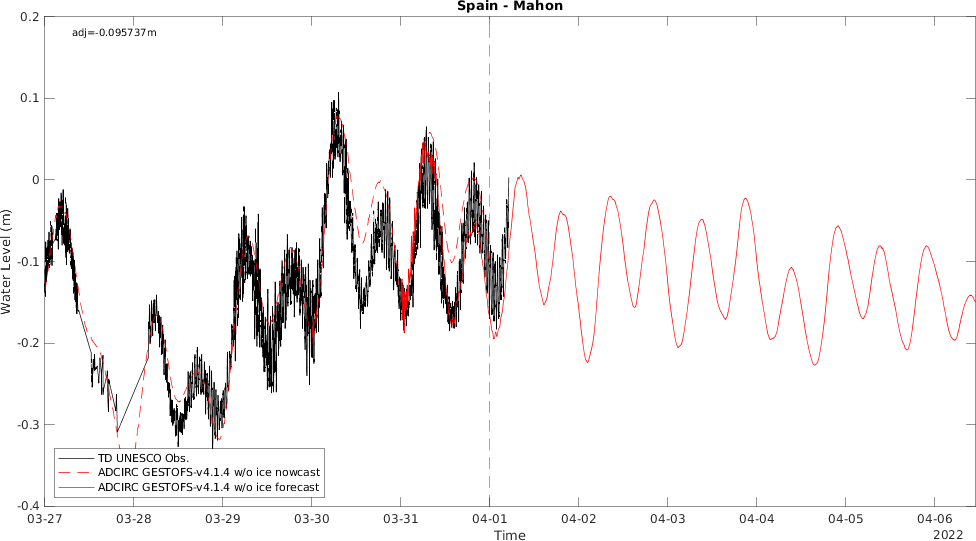 Spain - Mahon
adj=-0.095737m
0.2
0.1
0
-0.1
-0.2
-0.3
-0.4
Water Level (m)
TD UNESCO Obs.
ADCIRC GESTOFS-v4.1.4 w/o ice nowcast
ADCIRC GESTOFS-v4.1.4 w/o ice forecast
03-27 03-28 03-29 03-30 03-31 04-01 04-02 04-03 04-04 04-05 04-06
Time
2022